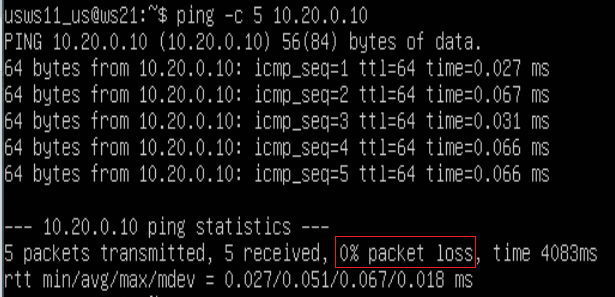 usws11_us@ws21:~$ ping -c 5 10.20.0.10
PING 10.20.0.10 (10.20.0.10) 56(84) bytes of data.
64 bytes from 10.20.0.10: icmp_seq=1 ttl=64 time=0.027 ms
64 bytes from 10.20.0.10: icmp_seq=2 ttl=64 time=0.067 ms
64 bytes from 10.20.0.10: icmp_seq=3 ttl=64 time=0.031 ms
64 bytes from 10.20.0.10: icmp_seq=4 ttl=64 time=0.066 ms
64 bytes from 10.20.0.10: icmp_seq=5 ttl=64 time=0.066 ms
--- 10.20.0.10 ping statistics ---
5 packets transmitted, 5 received, 0% packet loss, time 4083ms
rtt min/avg/max/mdev = 0.027/0.051/0.067/0.018 ms